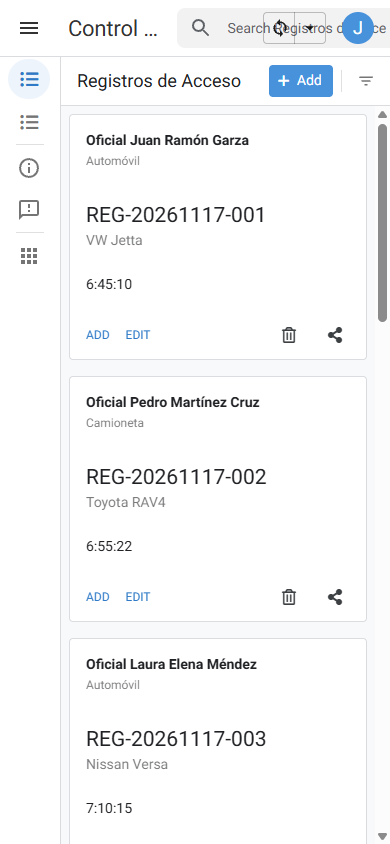 Control ...
Search Registros de Acceso
J
Registros de Acceso
+ Add
Oficial Juan Ramón Garza
Automóvil
REG-20261117-001
VW Jetta
6:45:10
ADD EDIT
Oficial Pedro Martínez Cruz
Camioneta
REG-20261117-002
Toyota RAV4
6:55:22
ADD EDIT
Oficial Laura Elena Méndez
Automóvil
REG-20261117-003
Nissan Versa
7:10:15